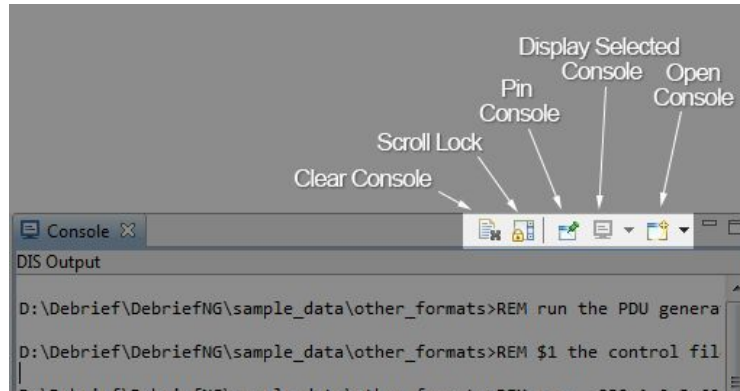 Display Selected
Console
Open
Console
Pin
Console
Scroll Lock
Clear Console
Console
DIS Output
D:\Debrief\DebriefNG\sample_data\other_formats>REM run the PDU genera
D:\Debrief\DebriefNG\sample_data\other_formats>REM $1 the control fil